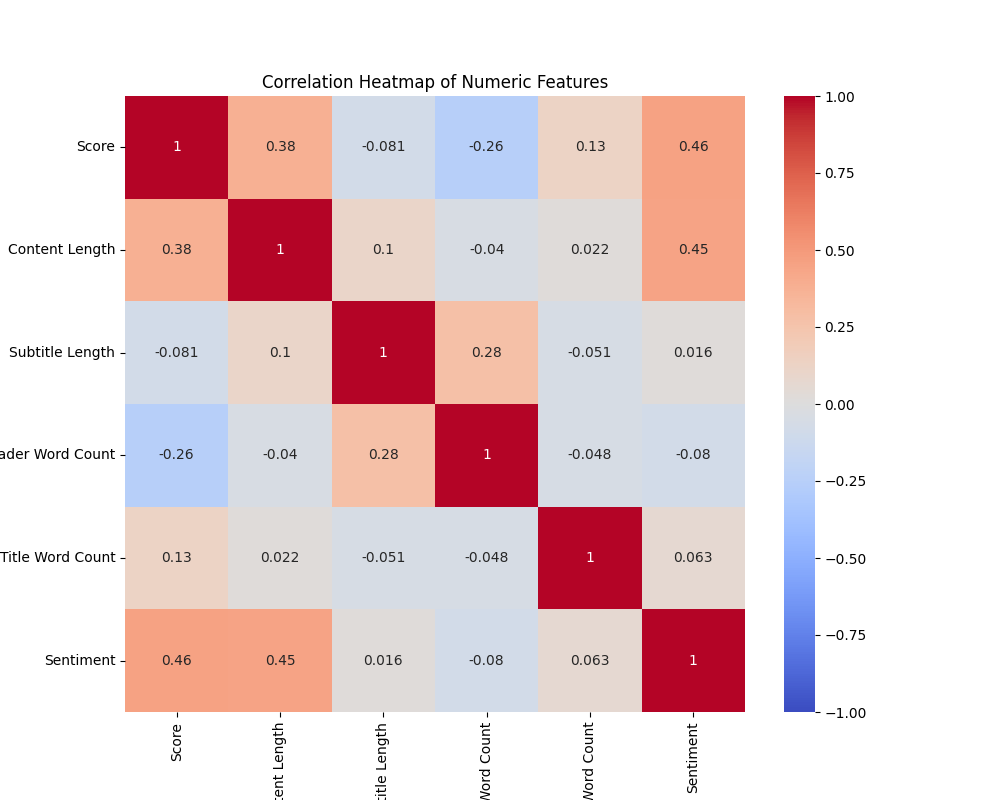 Correlation Heatmap of Numeric Features
Score 1 0.38 -0.081 -0.26 0.13 0.46
Content Length 0.38 1 0.1 -0.04 0.022 0.45
Subtitle Length -0.081 0.1 1 0.28 -0.051 0.016
ader Word Count -0.26 -0.04 0.28 1 -0.048 -0.08
Title Word Count 0.13 0.022 -0.051 -0.048 1 0.063
Sentiment 0.46 0.45 0.016 -0.08 0.063 1
Score
tent Length
title Length
Word Count
Word Count
Sentiment
1.00
0.75
0.50
0.25
0.00
−0.25
−0.50
−0.75
−1.00